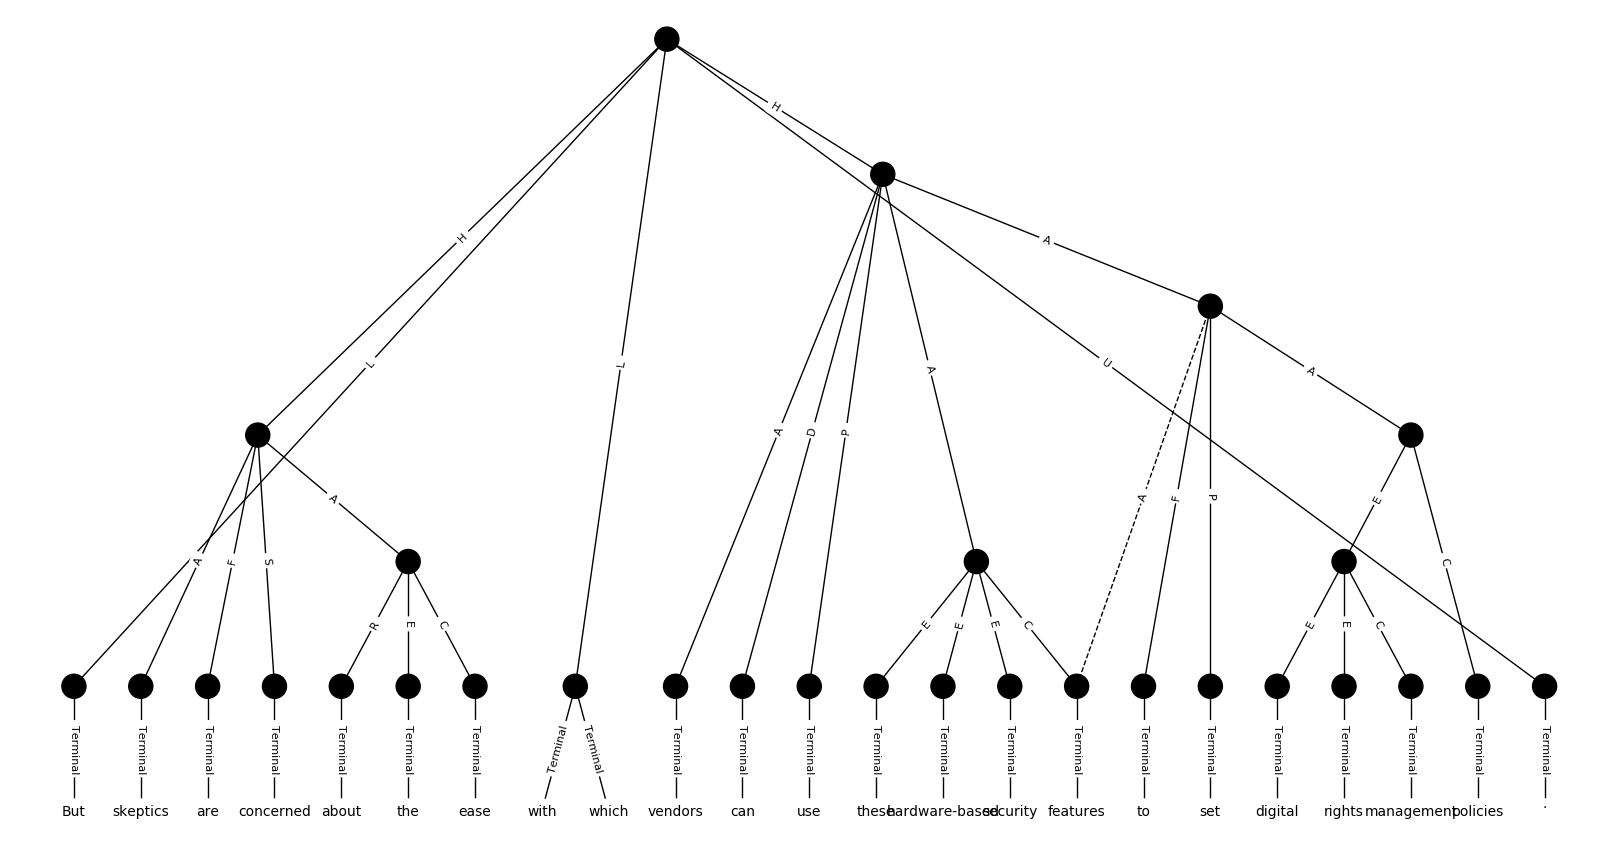 H
H
A
L
L
U
A
A
A
D
P
A
F
P
E
A
A
F
S
C
R
E
C
E
E
E
C
E
E
C
Terminal Terminal Terminal Terminal Terminal Terminal Terminal Terminal Terminal Terminal Terminal Terminal Terminal Terminal Terminal Terminal Terminal Terminal Terminal Terminal Terminal Terminal Terminal
But skeptics are concerned about the ease with which vendors can use these hardware-based security features to set digital rights management policies .